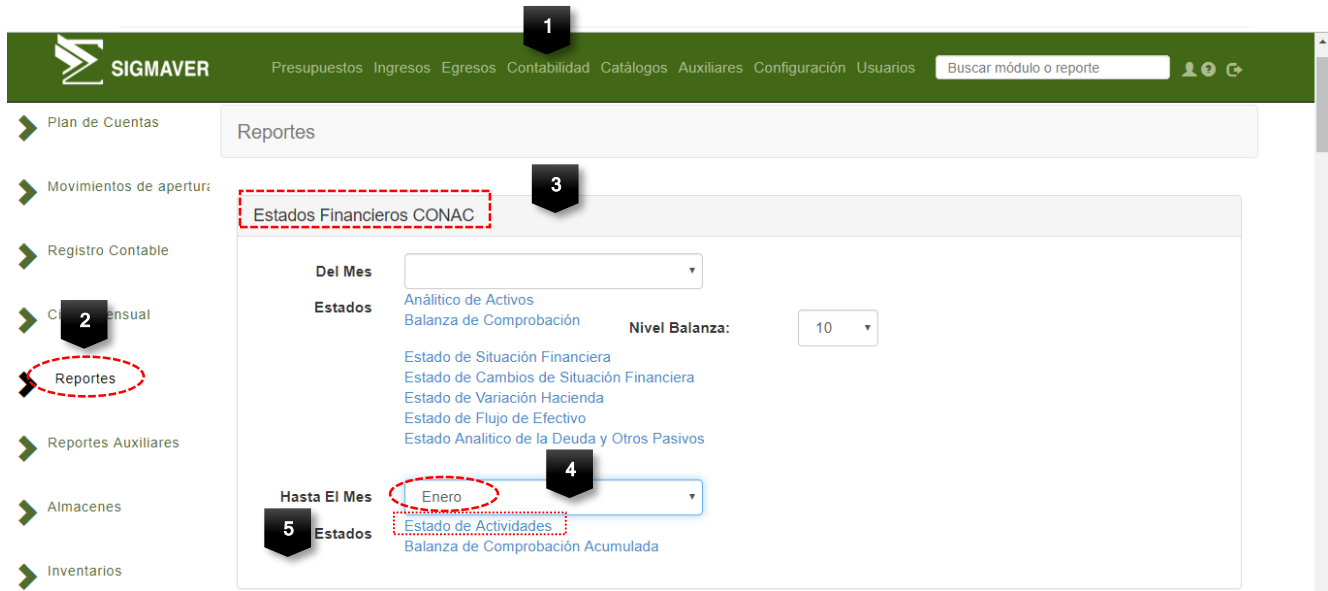 1
SIGMAVER
Presupuestos Ingresos Egresos Contabilidad Catálogos Auxiliares Configuración Usuarios Buscar módulo o reporte
Plan de Cuentas
Movimientos de apertura
Registro Contable
2
Reportes
Reportes Auxiliares
Almacenes
Inventarios
Reportes
3
Estados Financieros CONAC
Del Mes
Estados
Análitico de Activos
Balanza de Comprobación
Nivel Balanza: 10
Estado de Situación Financiera
Estado de Cambios de Situación Financiera
Estado de Variación Hacienda
Estado de Flujo de Efectivo
Estado Analitico de la Deuda y Otros Pasivos
4
Hasta El Mes Enero
5
Estados
Estado de Actividades
Balanza de Comprobación Acumulada